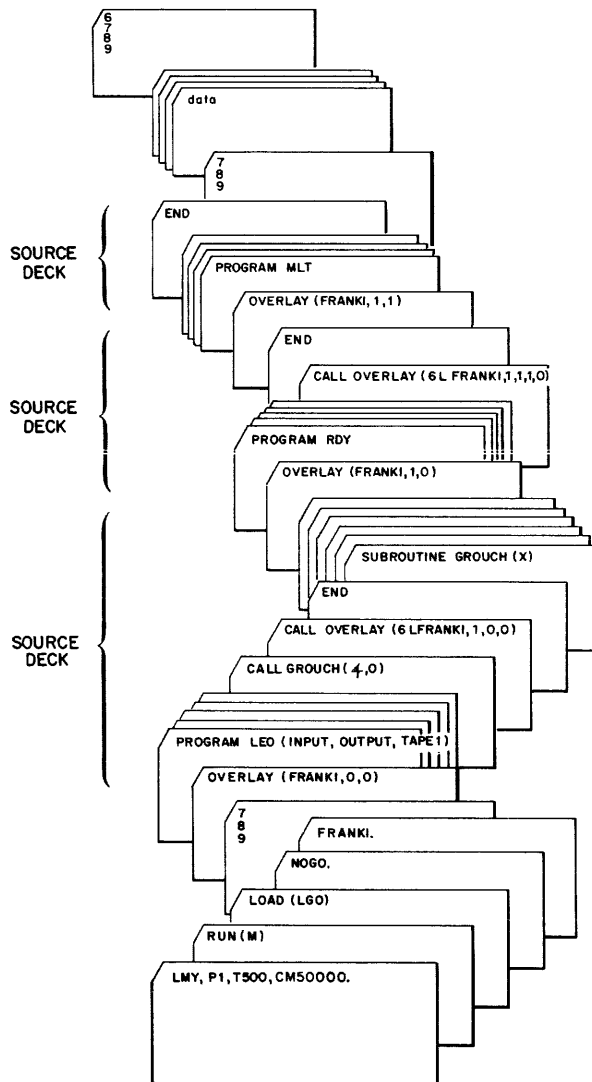 6
7
8
9
data
7
8
9
END
SOURCE
DECK
PROGRAM MLT
OVERLAY (FRANKI, 1, 1)
END
CALL OVERLAY (6L FRANKI, 1, 1, 1, 0)
SOURCE
DECK
PROGRAM RDY
OVERLAY (FRANKI, 1, 0)
SUBROUTINE GROUCH (X)
END
CALL OVERLAY (6LFRANKI, 1, 0, 0)
SOURCE
DECK
CALL GROUCH (4,0)
PROGRAM LEO (INPUT, OUTPUT, TAPE1)
OVERLAY (FRANKI, 0, 0)
7
8
9
FRANKI.
NOGO.
LOAD (LGO)
RUN (M)
LMY, P1, T500, CM50000.